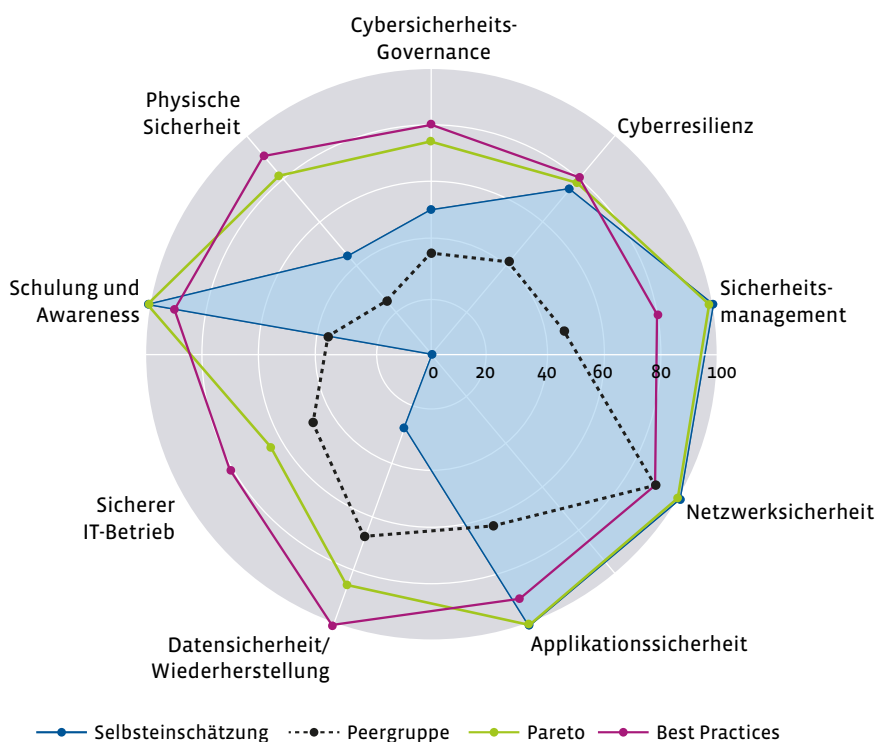 Cybersicherheits-
Governance
Physische
Sicherheit
Cyberresilienz
Schulung und
Awareness
Sicherheits-
management
0 20 40 60 80 100
Netzwerksicherheit
Sicherer
IT-Betrieb
Applikationssicherheit
Datensicherheit/
Wiederherstellung
Selbsteinschätzung Peergruppe Pareto Best Practices